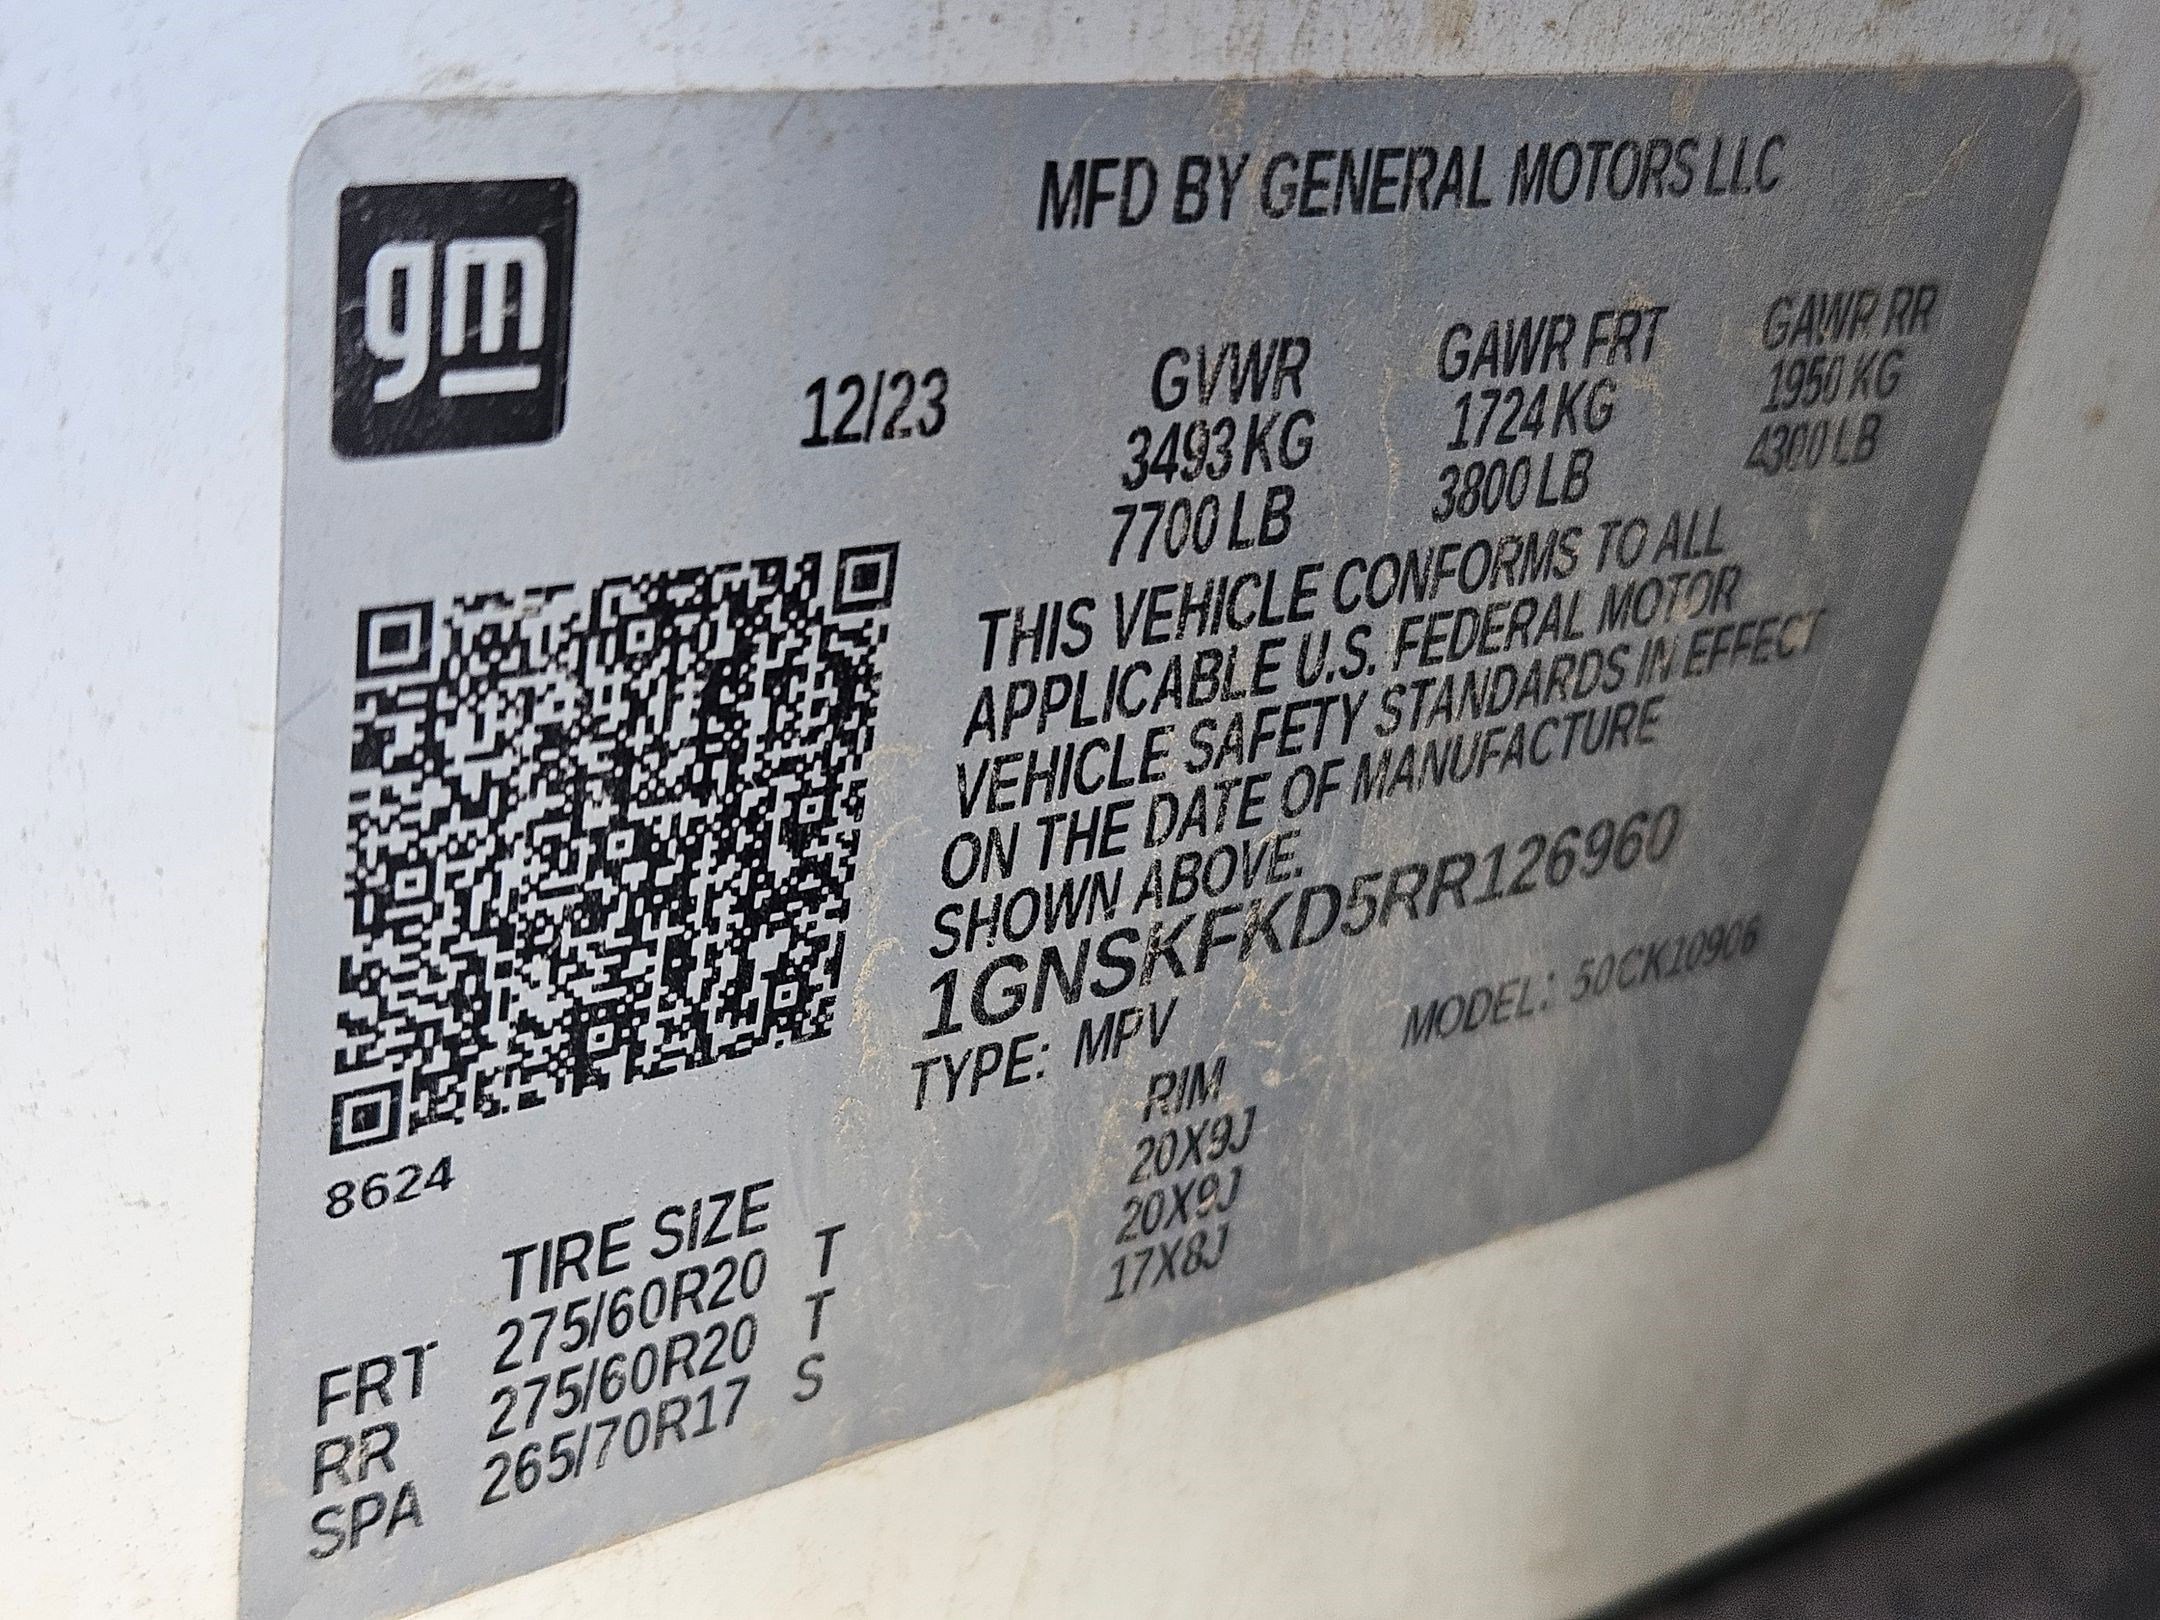 gm
MFD BY GENERAL MOTORS LLC
12/23
GVWR GAWR FRT GAWR RR
3493 KG 1724 KG 1950 KG
7700 LB 3800 LB 4300 LB
THIS VEHICLE CONFORMS TO ALL
APPLICABLE U.S. FEDERAL MOTOR
VEHICLE SAFETY STANDARDS IN EFFECT
ON THE DATE OF MANUFACTURE
SHOWN ABOVE.
1GNSKFKD5RR126960
TYPE: MPV MODEL: 50CK10906
8624
TIRE SIZE RIM
FRT 275/60R20 T 20X9J
RR 275/60R20 T 20X9J
SPA 265/70R17 S 17X8J